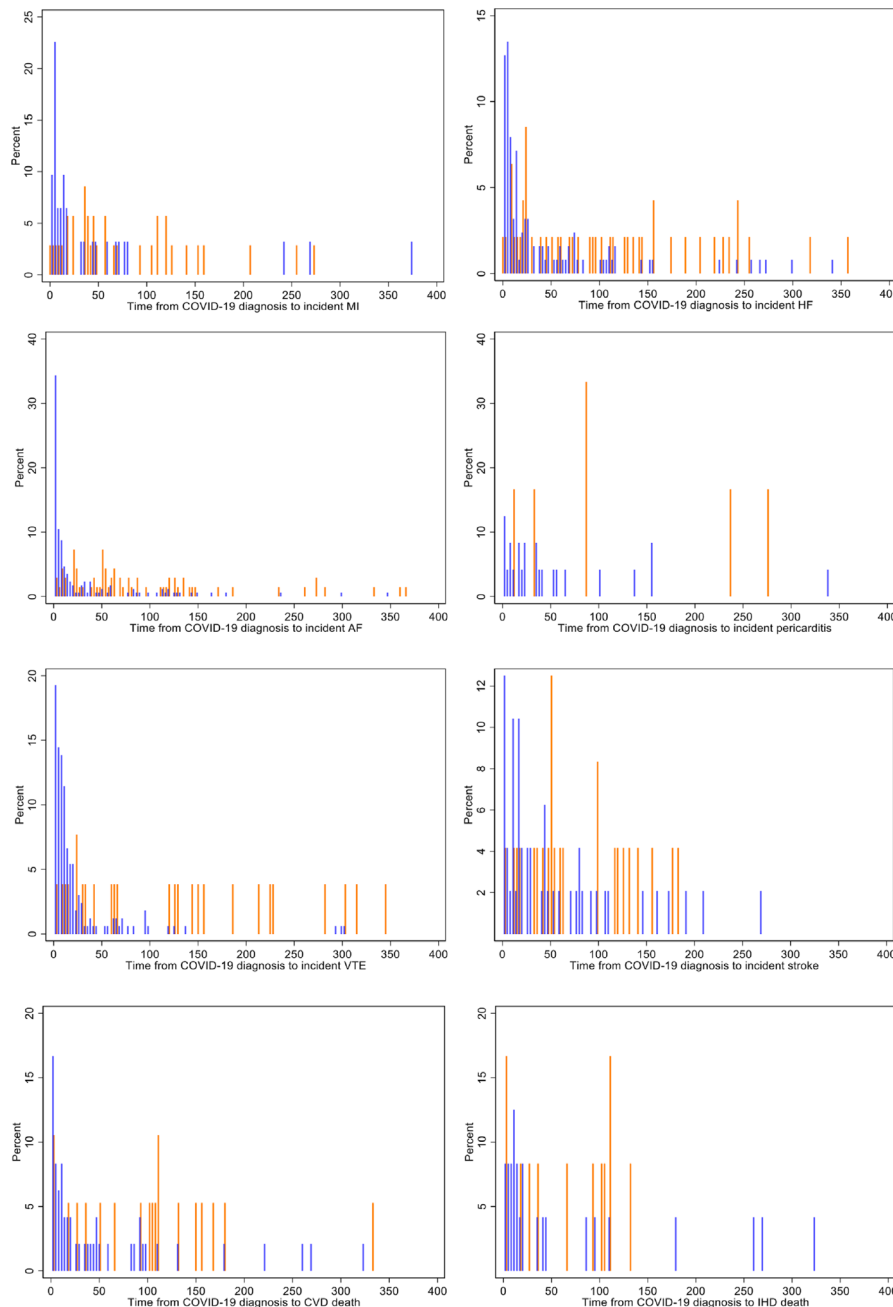 25
20
15
10
5
0
Percent
0 50 100 150 200 250 300 350 400
Time from COVID-19 diagnosis to incident MI
15
10
5
0
Percent
0 50 100 150 200 250 300 350 400
Time from COVID-19 diagnosis to incident HF
40
30
20
10
0
Percent
0 50 100 150 200 250 300 350 400
Time from COVID-19 diagnosis to incident AF
40
30
20
10
0
Percent
0 50 100 150 200 250 300 350 400
Time from COVID-19 diagnosis to incident pericarditis
20
15
10
5
0
Percent
0 50 100 150 200 250 300 350 400
Time from COVID-19 diagnosis to incident VTE
12
10
8
6
4
2
Percent
0 50 100 150 200 250 300 350 400
Time from COVID-19 diagnosis to incident stroke
20
15
10
5
0
Percent
0 50 100 150 200 250 300 350 400
Time from COVID-19 diagnosis to CVD death
20
15
10
5
0
Percent
0 50 100 150 200 250 300 350 400
Time from COVID-19 diagnosis to IHD death